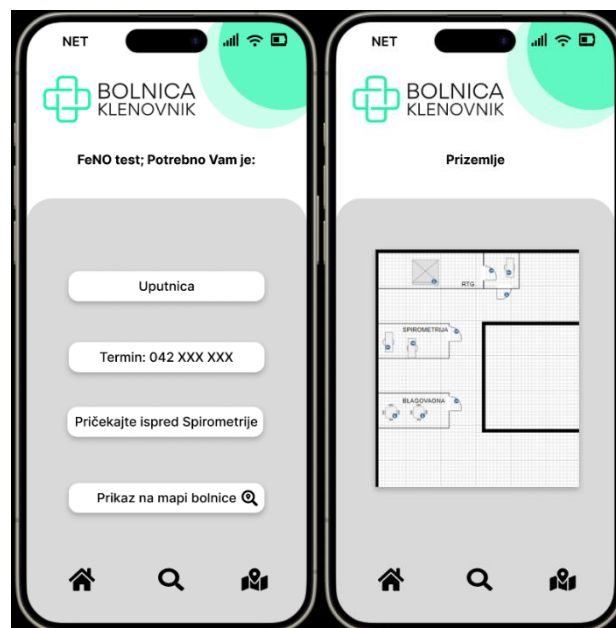 NET
BOLNICA
KLENOVNIK
FeNO test; Potrebno Vam je:
Uputnica
Termin: 042 XXX XXX
Pričekajte ispred Spirometrije
Prikaz na mapi bolnice
NET
BOLNICA
KLENOVNIK
Prizemlje
RTG
SPIROMETRIJA
BLAGOVAONA